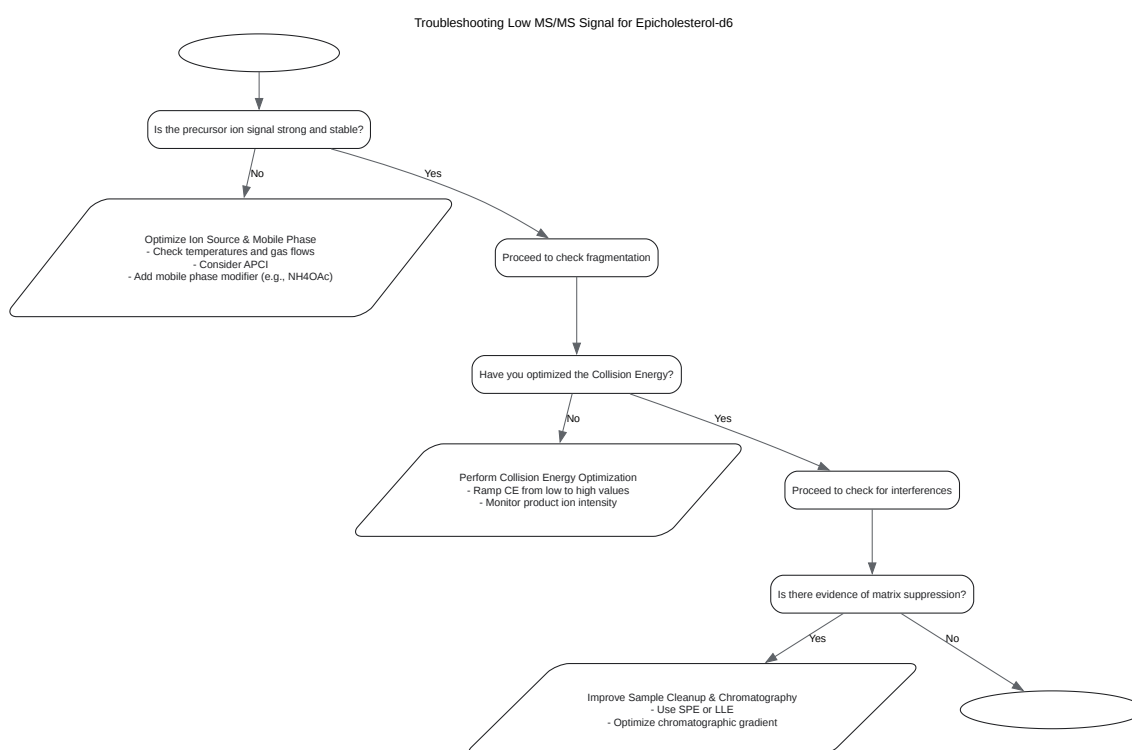 Troubleshooting Low MS/MS Signal for Epicholesterol-d6
Is the precursor ion signal strong and stable?
No
Yes
Optimize Ion Source & Mobile Phase
- Check temperatures and gas flows
- Consider APCI
- Add mobile phase modifier (e.g., NH4OAc)
Proceed to check fragmentation
Have you optimized the Collision Energy?
No
Yes
Perform Collision Energy Optimization
- Ramp CE from low to high values
- Monitor product ion intensity
Proceed to check for interferences
Is there evidence of matrix suppression?
Yes
No
Improve Sample Cleanup & Chromatography
- Use SPE or LLE
- Optimize chromatographic gradient